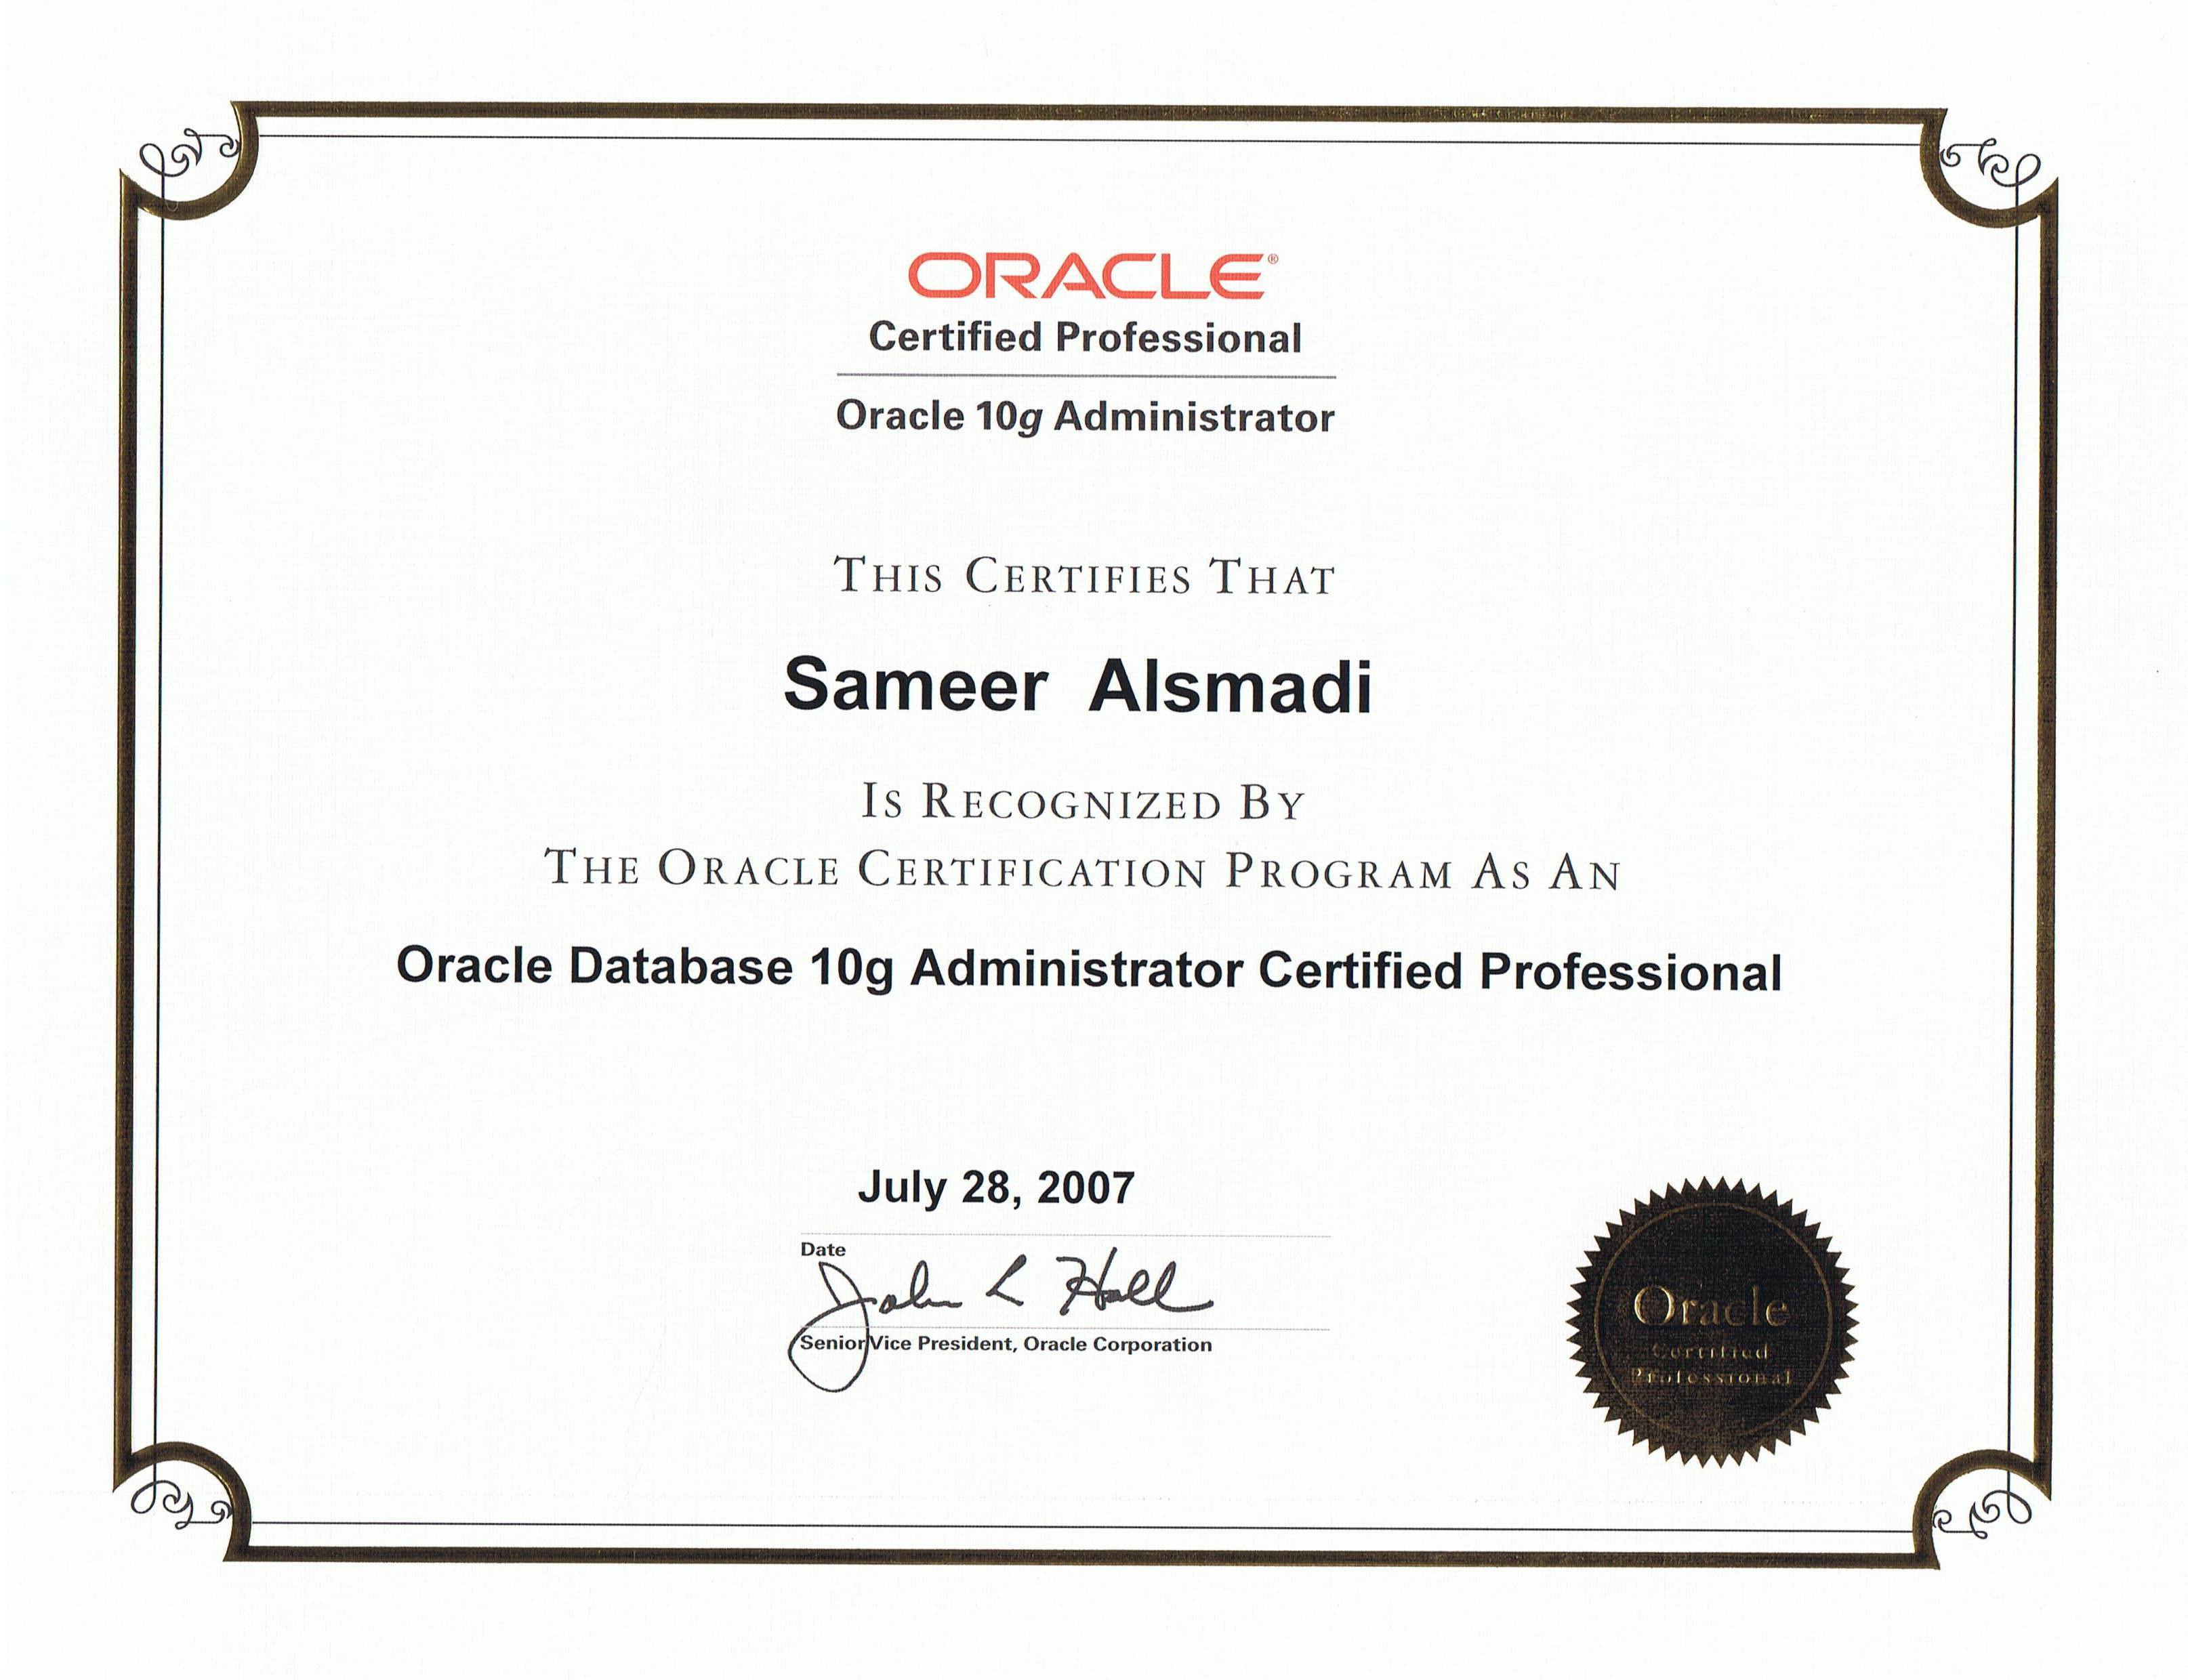 ORACLE®
Certified Professional
Oracle 10g Administrator
THIS CERTIFIES THAT
Sameer Alsmadi
IS RECOGNIZED BY
THE ORACLE CERTIFICATION PROGRAM AS AN
Oracle Database 10g Administrator Certified Professional
July 28, 2007
Date
John L Hall
Senior Vice President, Oracle Corporation
Oracle
Certified
Professional